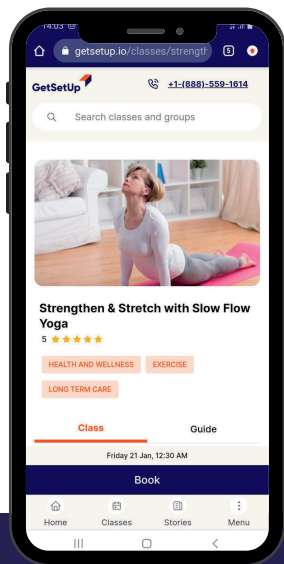 14:03
getsetup.io/classes/strength
5
GetSetUp
+1-(888)-559-1614
Search classes and groups
Strengthen & Stretch with Slow Flow
Yoga
5
HEALTH AND WELLNESS EXERCISE
LONG TERM CARE
Class Guide
Friday 21 Jan, 12:30 AM
Book
Home Classes Stories Menu